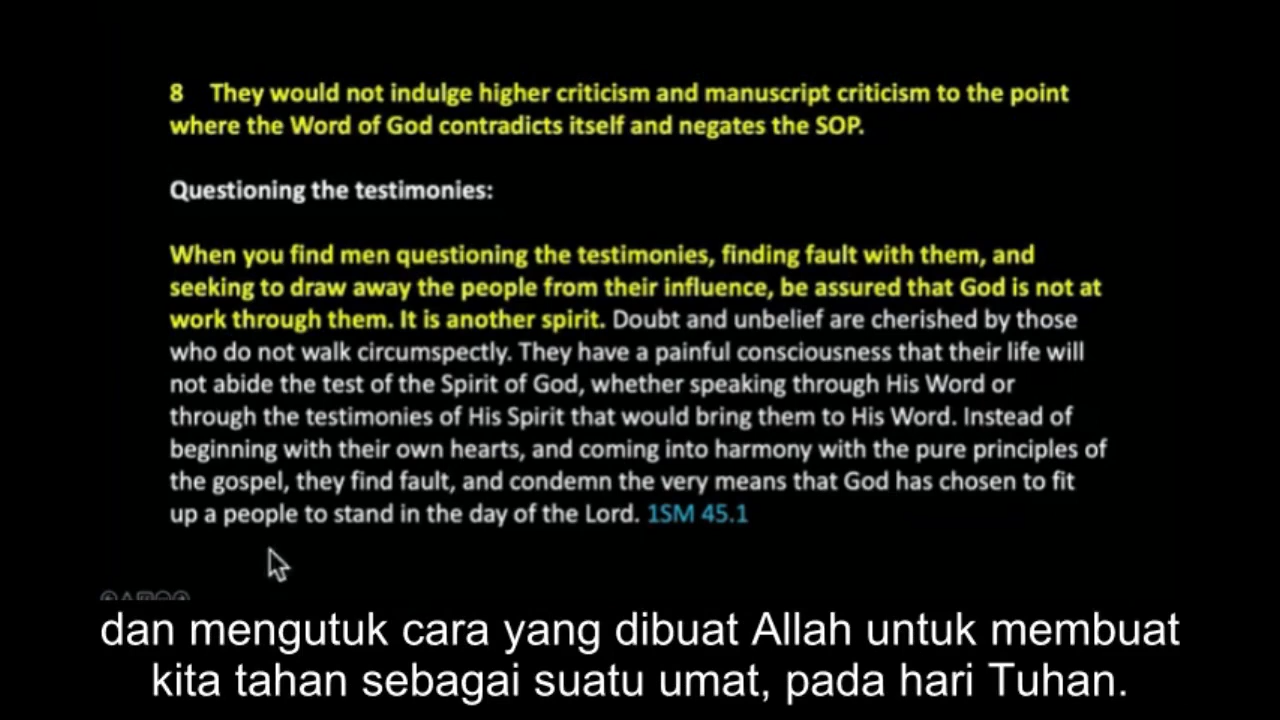 8 They would not indulge higher criticism and manuscript criticism to the point
where the Word of God contradicts itself and negates the SOP.
Questioning the testimonies:
When you find men questioning the testimonies, finding fault with them, and
seeking to draw away the people from their influence, be assured that God is not at
work through them. It is another spirit. Doubt and unbelief are cherished by those
who do not walk circumspectly. They have a painful consciousness that their life will
not abide the test of the Spirit of God, whether speaking through His Word or
through the testimonies of His Spirit that would bring them to His Word. Instead of
beginning with their own hearts, and coming into harmony with the pure principles of
the gospel, they find fault, and condemn the very means that God has chosen to fit
up a people to stand in the day of the Lord. 1SM 45.1
dan mengutuk cara yang dibuat Allah untuk membuat
kita tahan sebagai suatu umat, pada hari Tuhan.